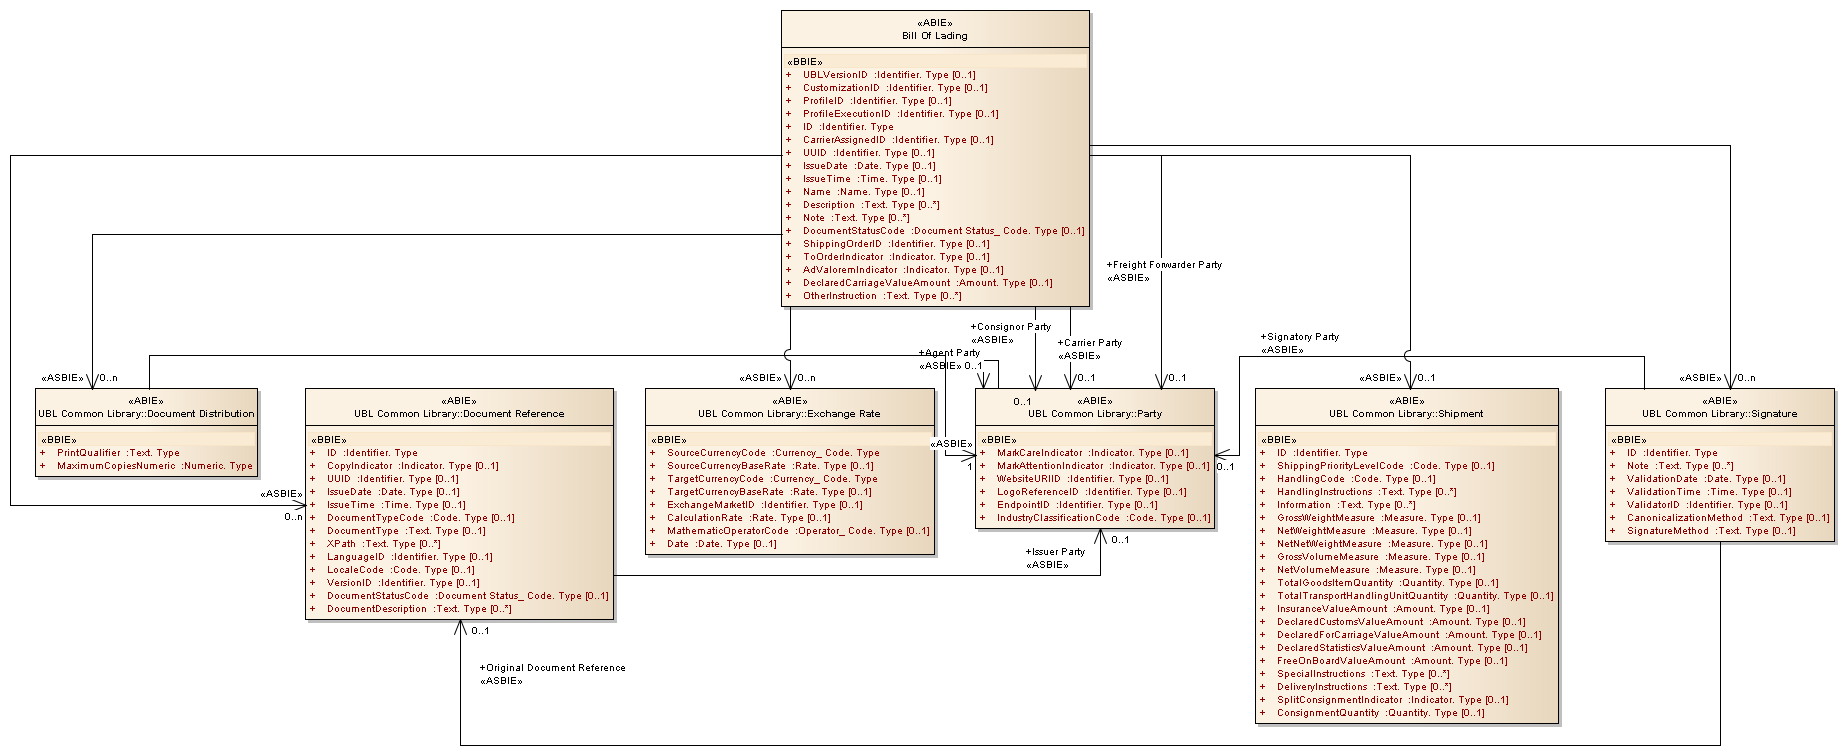 «ABIE»
Bill Of Lading
«BBIE»
+ UBLVersionID :Identifier. Type [0..1]
+ CustomizationID :Identifier. Type [0..1]
+ ProfileID :Identifier. Type [0..1]
+ ProfileExecutionID :Identifier. Type [0..1]
+ ID :Identifier. Type
+ CarrierAssignedID :Identifier. Type [0..1]
+ UUID :Identifier. Type [0..1]
+ IssueDate :Date. Type [0..1]
+ IssueTime :Time. Type [0..1]
+ Name :Name. Type [0..1]
+ Description :Text. Type [0..*]
+ Note :Text. Type [0..*]
+ DocumentStatusCode :Document Status_ Code. Type [0..1]
+ ShippingOrderID :Identifier. Type [0..1]
+ ToOrderIndicator :Indicator. Type [0..1]
+ AdValoremIndicator :Indicator. Type [0..1]
+ DeclaredCarriageValueAmount :Amount. Type [0..1]
+ OtherInstruction :Text. Type [0..*]
+Freight Forwarder Party
«ASBIE»
0..1
+Consignor Party
«ASBIE»
0..1
+Carrier Party
«ASBIE»
0..1
+Agent Party
«ASBIE» 0..1
+Signatory Party
«ASBIE»
0..1
«ASBIE» 0..n
«ASBIE» 0..n
«ASBIE» 0..1
«ASBIE» 0..n
«ASBIE»
0..n
«ASBIE»
1
«ABIE»
UBL Common Library::Document Distribution
«BBIE»
+ PrintQualifier :Text. Type
+ MaximumCopiesNumeric :Numeric. Type
«ABIE»
UBL Common Library::Document Reference
«BBIE»
+ ID :Identifier. Type
+ CopyIndicator :Indicator. Type [0..1]
+ UUID :Identifier. Type [0..1]
+ IssueDate :Date. Type [0..1]
+ IssueTime :Time. Type [0..1]
+ DocumentTypeCode :Code. Type [0..1]
+ DocumentType :Text. Type [0..1]
+ XPath :Text. Type [0..*]
+ LanguageID :Identifier. Type [0..1]
+ LocaleCode :Code. Type [0..1]
+ VersionID :Identifier. Type [0..1]
+ DocumentStatusCode :Document Status_ Code. Type [0..1]
+ DocumentDescription :Text. Type [0..*]
«ABIE»
UBL Common Library::Exchange Rate
«BBIE»
+ SourceCurrencyCode :Currency_ Code. Type
+ SourceCurrencyBaseRate :Rate. Type [0..1]
+ TargetCurrencyCode :Currency_ Code. Type
+ TargetCurrencyBaseRate :Rate. Type [0..1]
+ ExchangeMarketID :Identifier. Type [0..1]
+ CalculationRate :Rate. Type [0..1]
+ MathematicOperatorCode :Operator_ Code. Type [0..1]
+ Date :Date. Type [0..1]
«ABIE»
UBL Common Library::Party
«BBIE»
+ MarkCareIndicator :Indicator. Type [0..1]
+ MarkAttentionIndicator :Indicator. Type [0..1]
+ WebsiteURIID :Identifier. Type [0..1]
+ LogoReferenceID :Identifier. Type [0..1]
+ EndpointID :Identifier. Type [0..1]
+ IndustryClassificationCode :Code. Type [0..1]
«ABIE»
UBL Common Library::Shipment
«BBIE»
+ ID :Identifier. Type
+ ShippingPriorityLevelCode :Code. Type [0..1]
+ HandlingCode :Code. Type [0..1]
+ HandlingInstructions :Text. Type [0..*]
+ Information :Text. Type [0..*]
+ GrossWeightMeasure :Measure. Type [0..1]
+ NetWeightMeasure :Measure. Type [0..1]
+ NetNetWeightMeasure :Measure. Type [0..1]
+ GrossVolumeMeasure :Measure. Type [0..1]
+ NetVolumeMeasure :Measure. Type [0..1]
+ TotalGoodsItemQuantity :Quantity. Type [0..1]
+ TotalTransportHandlingUnitQuantity :Quantity. Type [0..1]
+ InsuranceValueAmount :Amount. Type [0..1]
+ DeclaredCustomsValueAmount :Amount. Type [0..1]
+ DeclaredForCarriageValueAmount :Amount. Type [0..1]
+ DeclaredStatisticsValueAmount :Amount. Type [0..1]
+ FreeOnBoardValueAmount :Amount. Type [0..1]
+ SpecialInstructions :Text. Type [0..*]
+ DeliveryInstructions :Text. Type [0..*]
+ SplitConsignmentIndicator :Indicator. Type [0..1]
+ ConsignmentQuantity :Quantity. Type [0..1]
«ABIE»
UBL Common Library::Signature
«BBIE»
+ ID :Identifier. Type
+ Note :Text. Type [0..*]
+ ValidationDate :Date. Type [0..1]
+ ValidationTime :Time. Type [0..1]
+ ValidatorID :Identifier. Type [0..1]
+ CanonicalizationMethod :Text. Type [0..1]
+ SignatureMethod :Text. Type [0..1]
+Issuer Party
«ASBIE»
0..1
0..1
+Original Document Reference
«ASBIE»